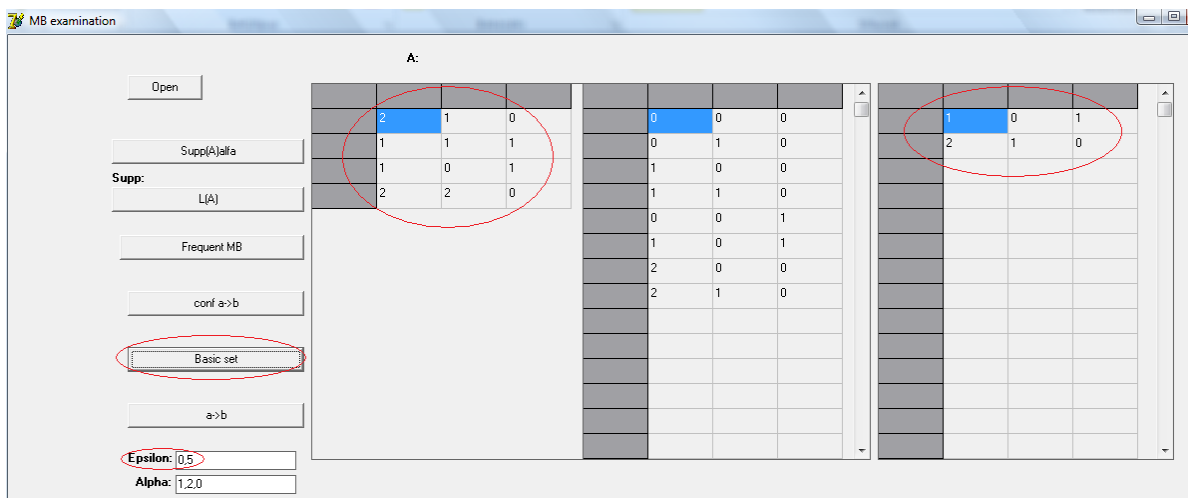 MB examination
A:
Open
Supp(A)alfa
Supp:
L(A)
Frequent MB
conf a->b
Basic set
a->b
Epsilon: 0,5
Alpha: 1,2,0
2 1 0
1 1 1
1 0 1
2 2 0
0 0 0
0 1 0
1 0 0
1 1 0
0 0 1
1 0 1
2 0 0
2 1 0
1 0 1
2 1 0